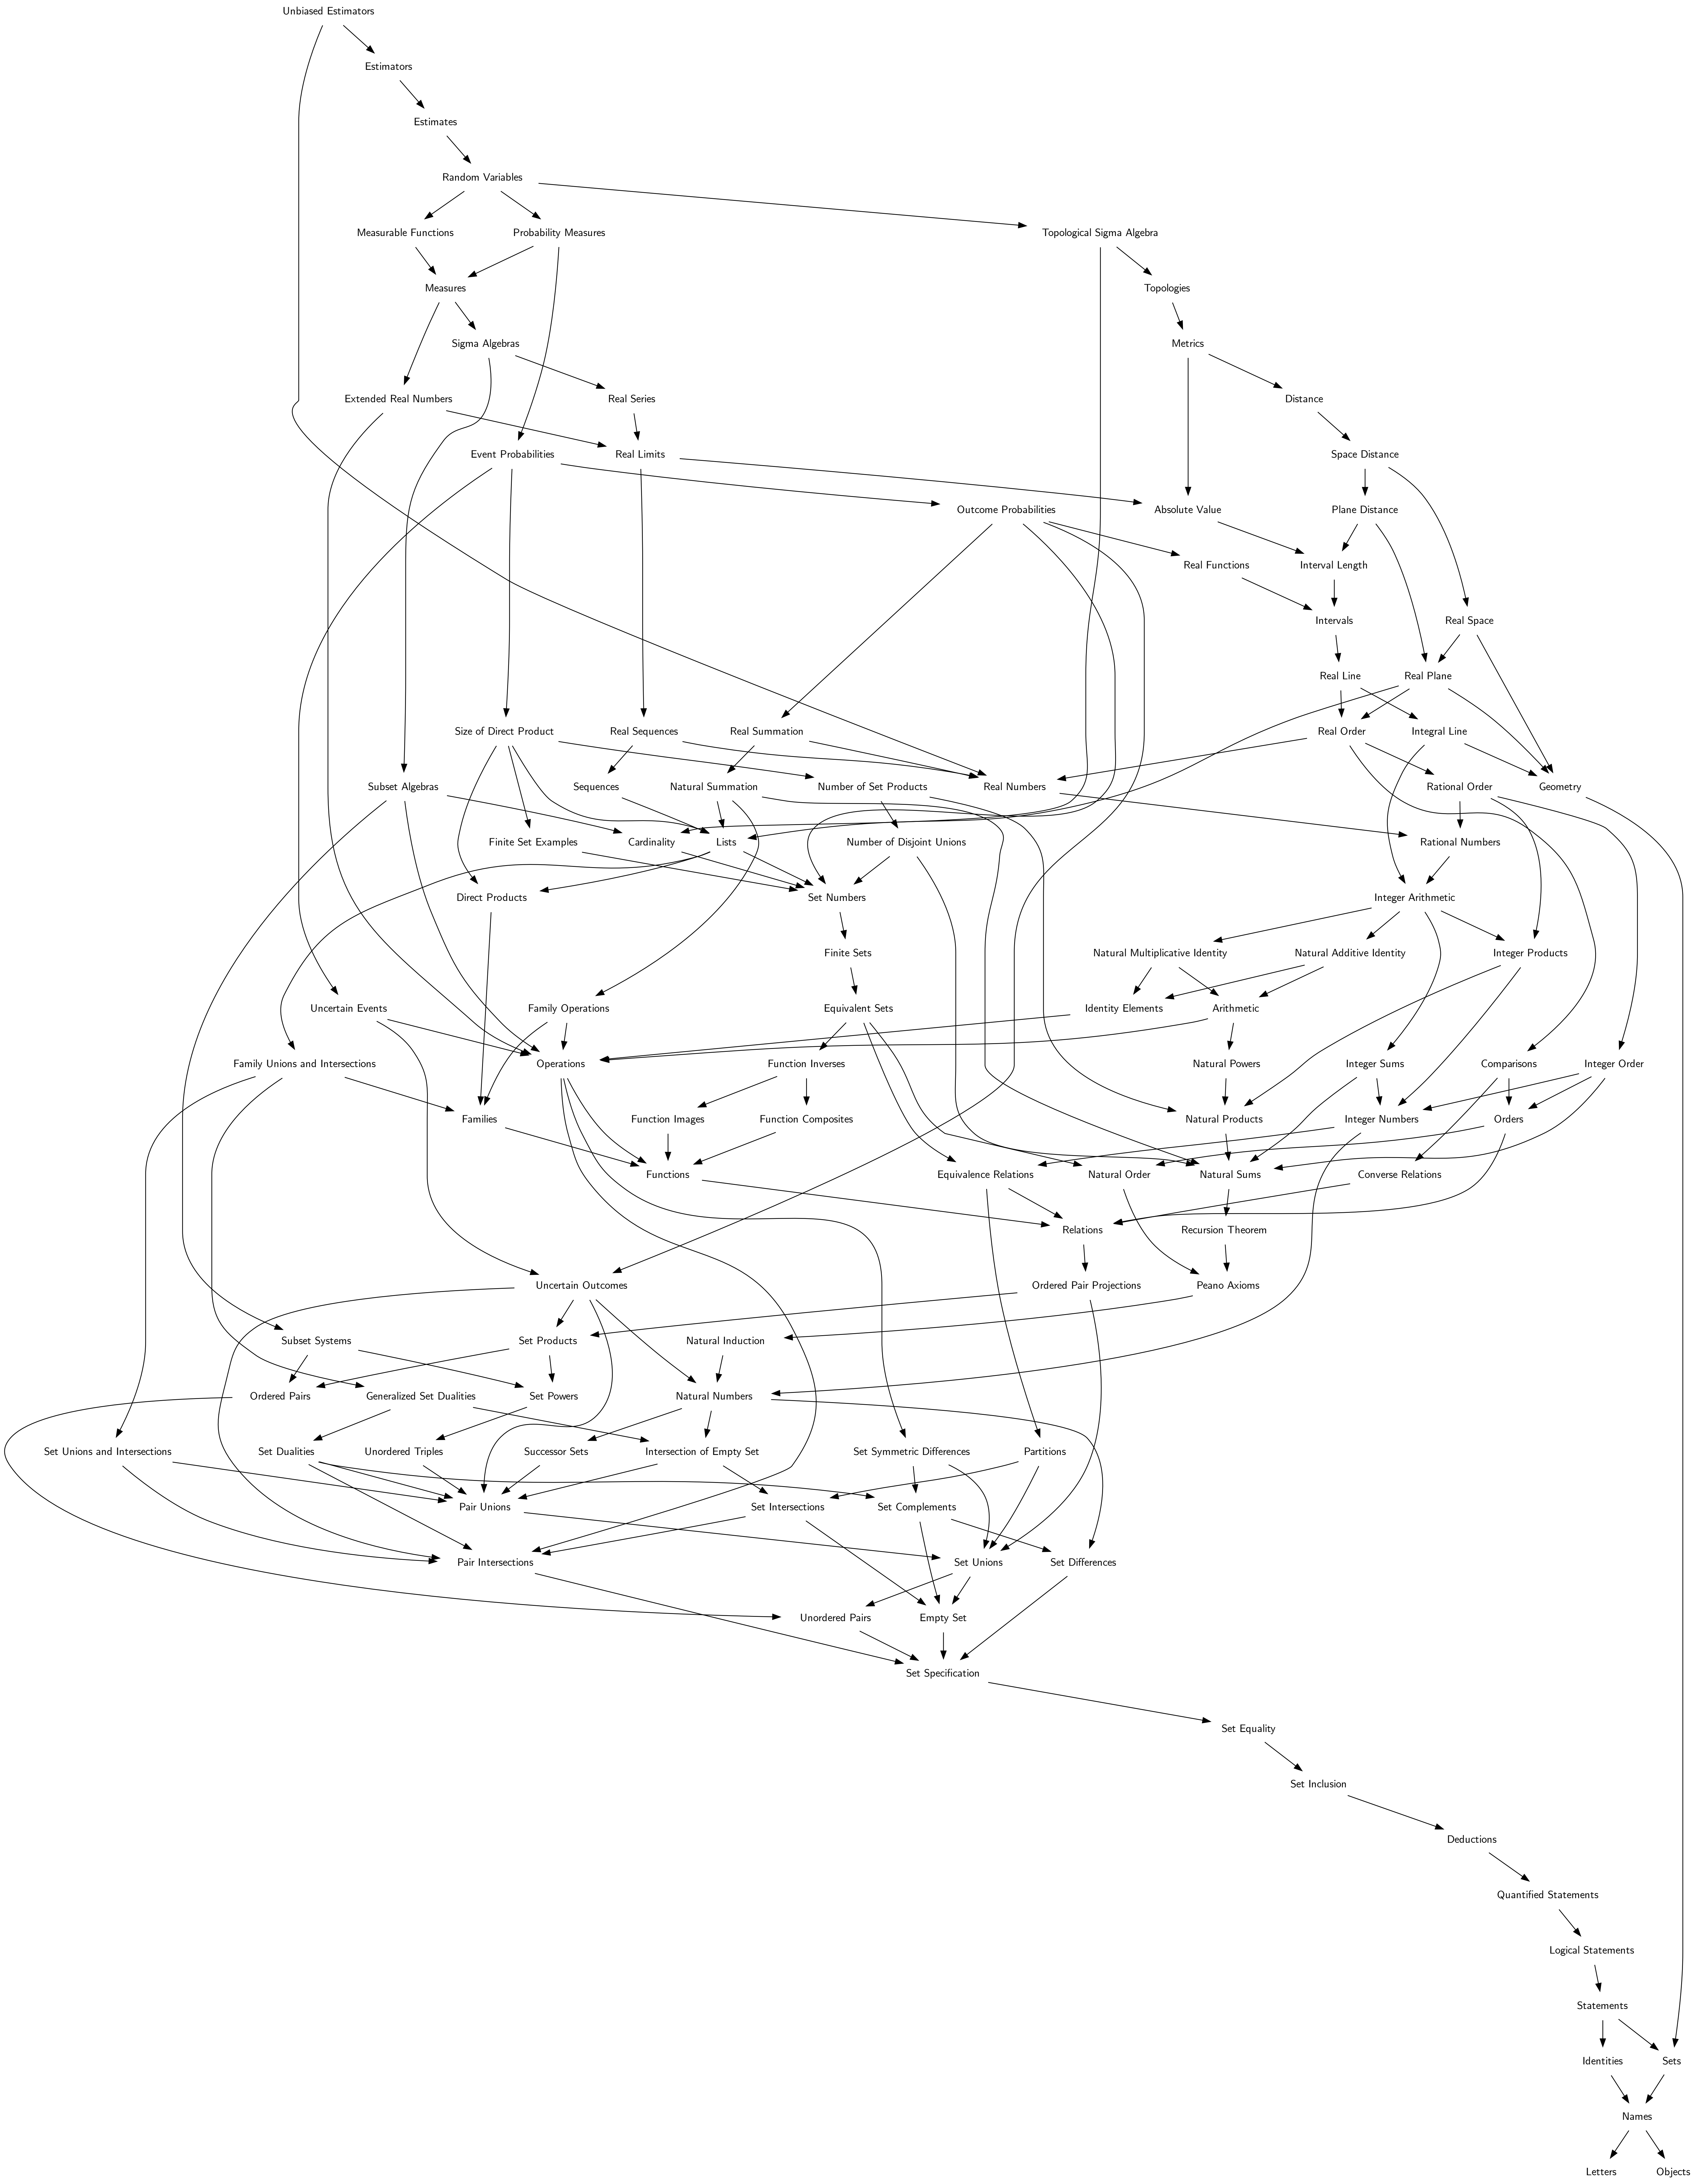 Unbiased Estimators
Estimators
Estimates
Random Variables
Measurable Functions
Probability Measures
Topological Sigma Algebra
Measures
Topologies
Sigma Algebras
Metrics
Extended Real Numbers
Real Series
Distance
Event Probabilities
Real Limits
Space Distance
Outcome Probabilities
Absolute Value
Plane Distance
Real Functions
Interval Length
Intervals
Real Space
Real Line
Real Plane
Size of Direct Product
Real Sequences
Real Summation
Real Order
Integral Line
Subset Algebras
Sequences
Natural Summation
Number of Set Products
Real Numbers
Rational Order
Geometry
Finite Set Examples
Cardinality
Lists
Number of Disjoint Unions
Rational Numbers
Direct Products
Set Numbers
Integer Arithmetic
Finite Sets
Natural Multiplicative Identity
Natural Additive Identity
Integer Products
Uncertain Events
Family Operations
Equivalent Sets
Identity Elements
Arithmetic
Family Unions and Intersections
Operations
Function Inverses
Natural Powers
Integer Sums
Comparisons
Integer Order
Families
Function Images
Function Composites
Natural Products
Integer Numbers
Orders
Functions
Equivalence Relations
Natural Order
Natural Sums
Converse Relations
Relations
Recursion Theorem
Uncertain Outcomes
Ordered Pair Projections
Peano Axioms
Subset Systems
Set Products
Natural Induction
Ordered Pairs
Generalized Set Dualities
Set Powers
Natural Numbers
Set Unions and Intersections
Set Dualities
Unordered Triples
Successor Sets
Intersection of Empty Set
Set Symmetric Differences
Partitions
Pair Unions
Set Intersections
Set Complements
Pair Intersections
Set Unions
Set Differences
Unordered Pairs
Empty Set
Set Specification
Set Equality
Set Inclusion
Deductions
Quantified Statements
Logical Statements
Statements
Identities
Sets
Names
Letters
Objects